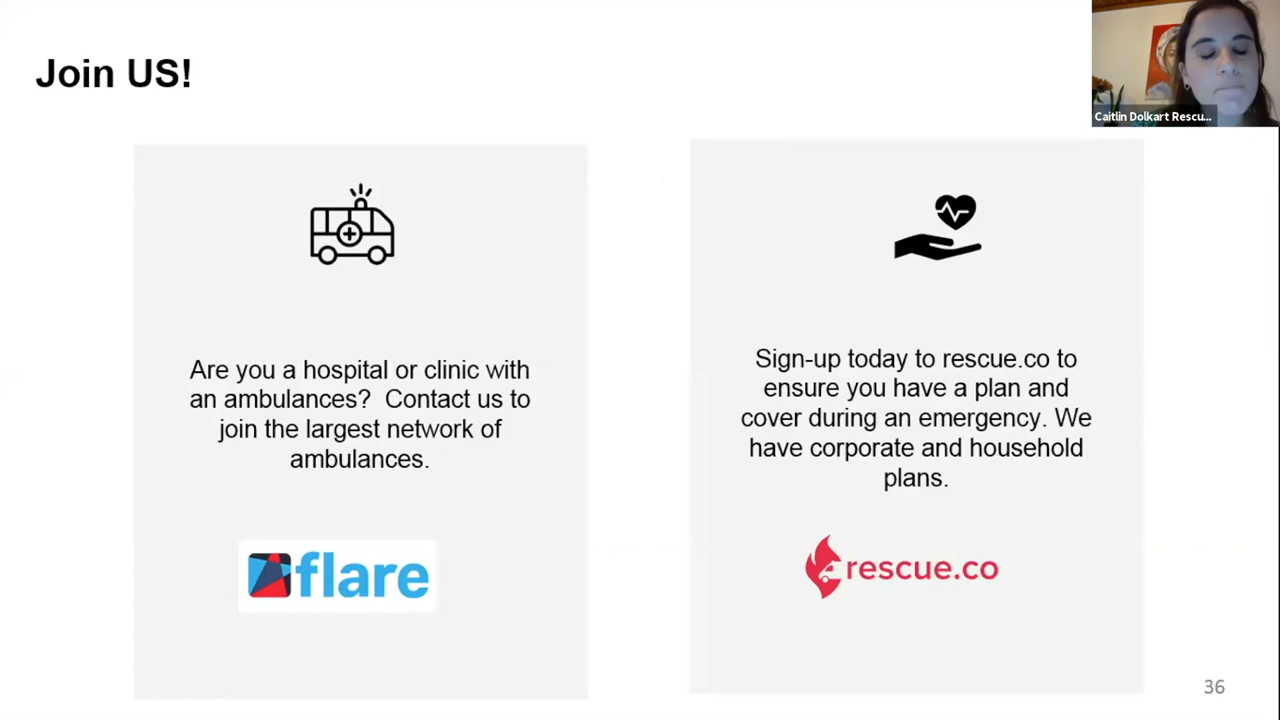 Join US!
Caitlin Dolkart Rescu...
Are you a hospital or clinic with
an ambulances?  Contact us to
join the largest network of
ambulances.
flare
Sign-up today to rescue.co to
ensure you have a plan and
cover during an emergency. We
have corporate and household
plans.
rescue.co
36